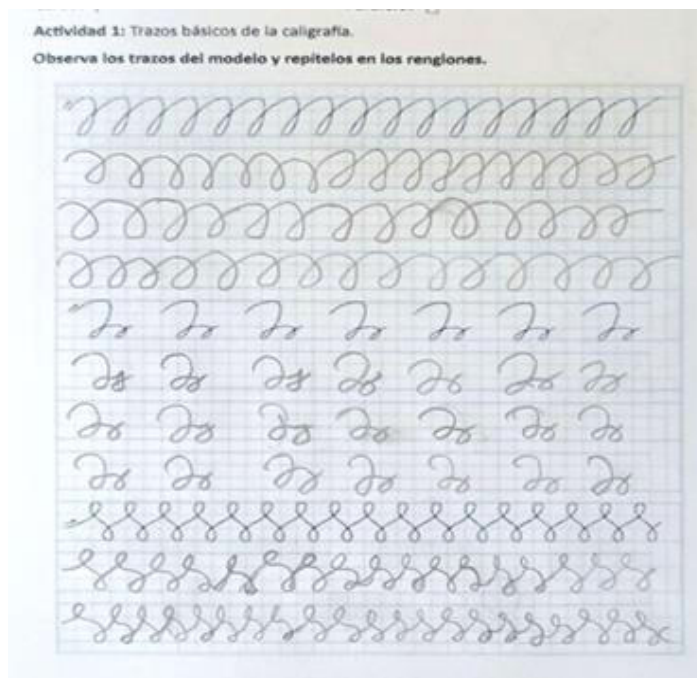 Actividad 1: Trazos básicos de la caligrafía.
Observa los trazos del modelo y repítelos en los renglones.